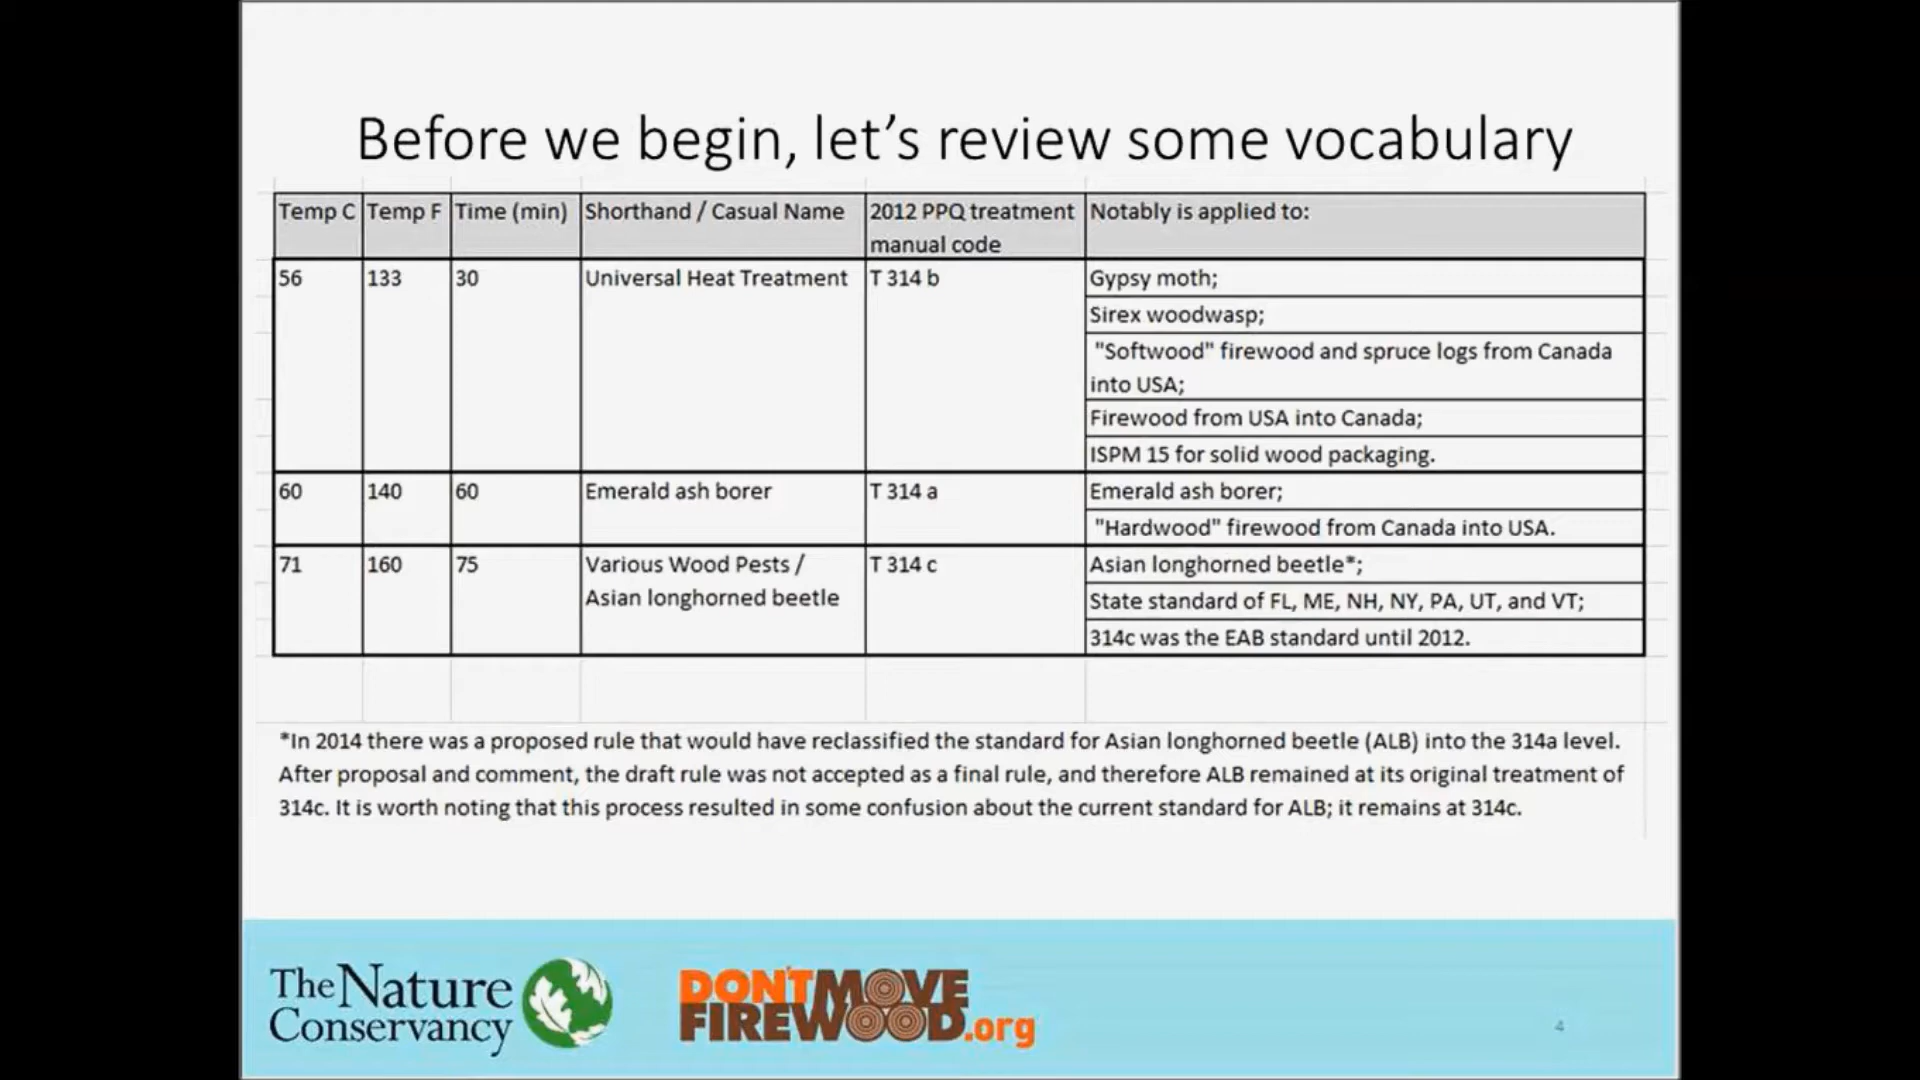 Before we begin, let's review some vocabulary
Temp C Temp F Time (min) Shorthand / Casual Name 2012 PPQ treatment manual code Notably is applied to:
56 133 30 Universal Heat Treatment T 314 b Gypsy moth;
Sirex woodwasp;
"Softwood" firewood and spruce logs from Canada
into USA;
Firewood from USA into Canada;
ISPM 15 for solid wood packaging.
60 140 60 Emerald ash borer T 314 a Emerald ash borer;
"Hardwood" firewood from Canada into USA.
71 160 75 Various Wood Pests / Asian longhorned beetle T 314 c Asian longhorned beetle*;
State standard of FL, ME, NH, NY, PA, UT, and VT;
314c was the EAB standard until 2012.
*In 2014 there was a proposed rule that would have reclassified the standard for Asian longhorned beetle (ALB) into the 314a level.
After proposal and comment, the draft rule was not accepted as a final rule, and therefore ALB remained at its original treatment of
314c. It is worth noting that this process resulted in some confusion about the current standard for ALB; it remains at 314c.
The Nature
Conservancy
DON'T MOVE
FIREWOOD.org
4